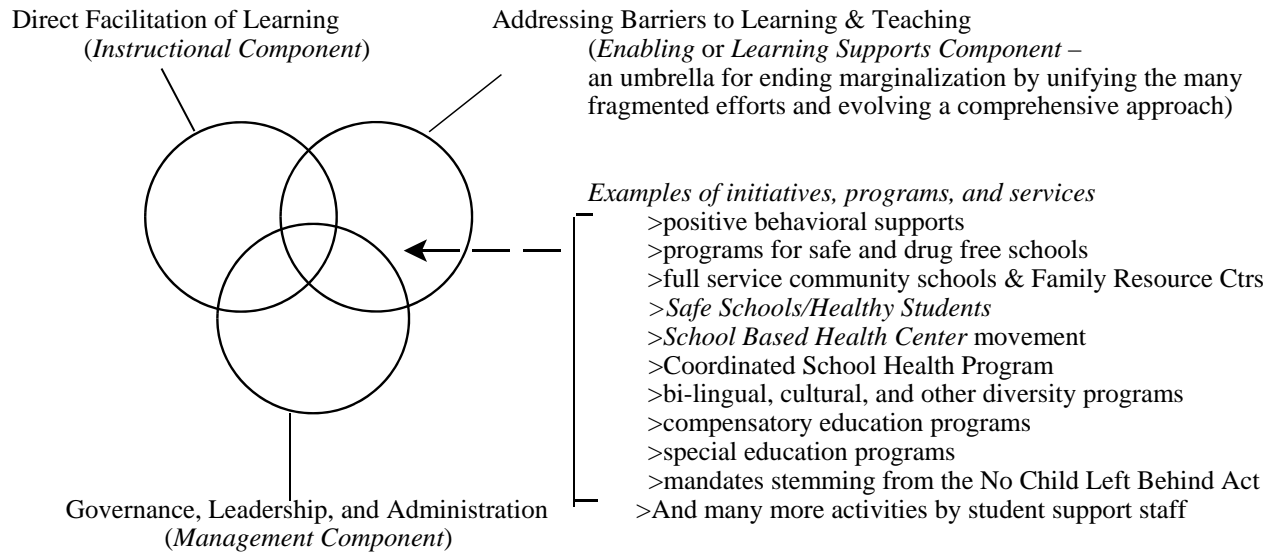 Direct Facilitation of Learning
(Instructional Component)
Addressing Barriers to Learning & Teaching
(Enabling or Learning Supports Component –
an umbrella for ending marginalization by unifying the many
fragmented efforts and evolving a comprehensive approach)
Examples of initiatives, programs, and services
>positive behavioral supports
>programs for safe and drug free schools
>full service community schools & Family Resource Ctrs
>Safe Schools/Healthy Students
>School Based Health Center movement
>Coordinated School Health Program
>bi-lingual, cultural, and other diversity programs
>compensatory education programs
>special education programs
>mandates stemming from the No Child Left Behind Act
>And many more activities by student support staff
Governance, Leadership, and Administration
(Management Component)